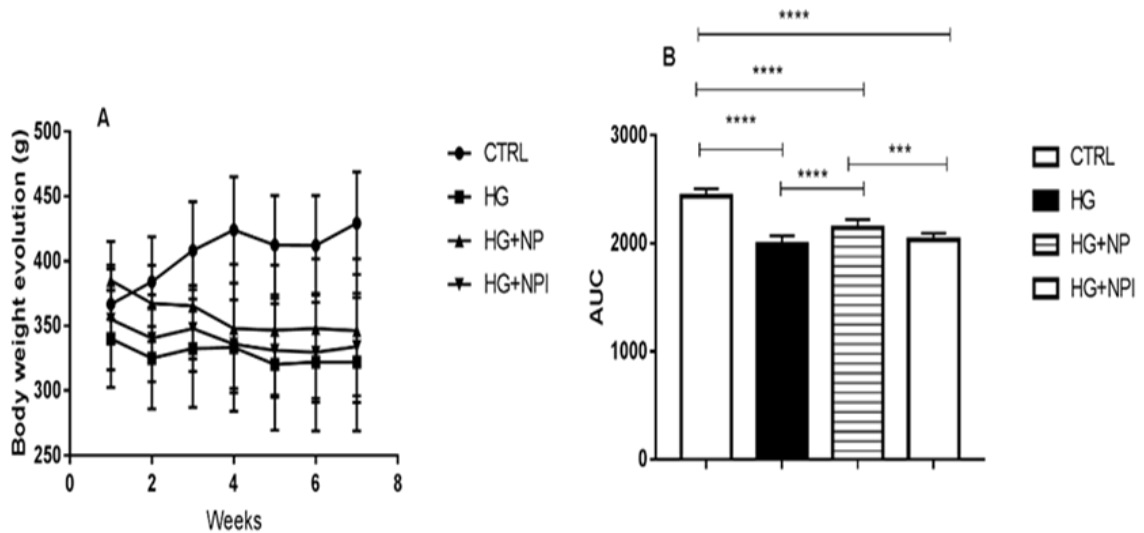 A
Body weight evolution (g)
500
450
400
350
300
250
0
2
4
6
8
Weeks
CTRL
HG
HG+NP
HG+NPI
B
****
****
****
****
***
AUC
3000
2000
1000
0
CTRL
HG
HG+NP
HG+NPI